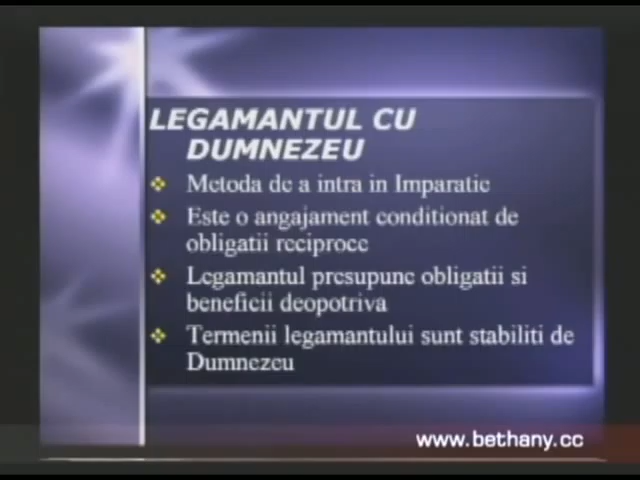 LEGAMANTUL CU
DUMNEZEU
Metoda de a intra in Imparatie
Este o angajament conditionat de
obligatii reciproce
Legamantul presupune obligatii si
beneficii deopotriva
Termenii legamantului sunt stabiliti de
Dumnezeu
www.bethany.cc